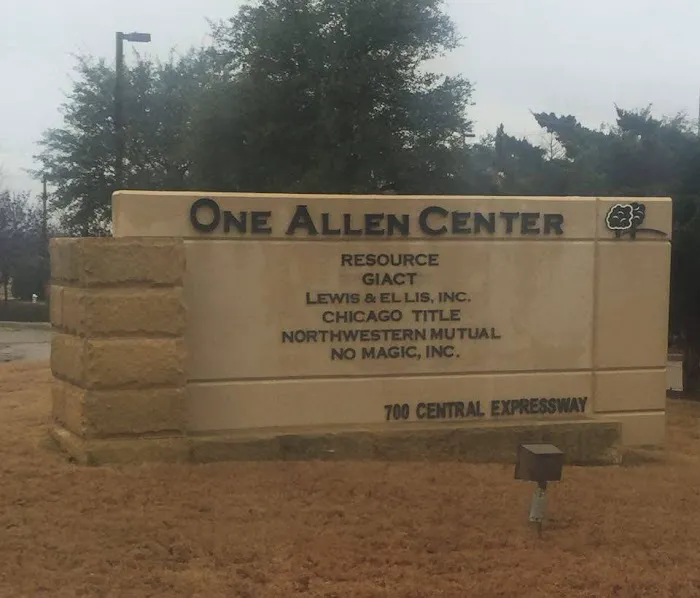 ONE ALLEN CENTER
RESOURCE
GIACT
LEWIS & ELLIS, INC.
CHICAGO TITLE
NORTHWESTERN MUTUAL
NO MAGIC, INC.
700 CENTRAL EXPRESSWAY